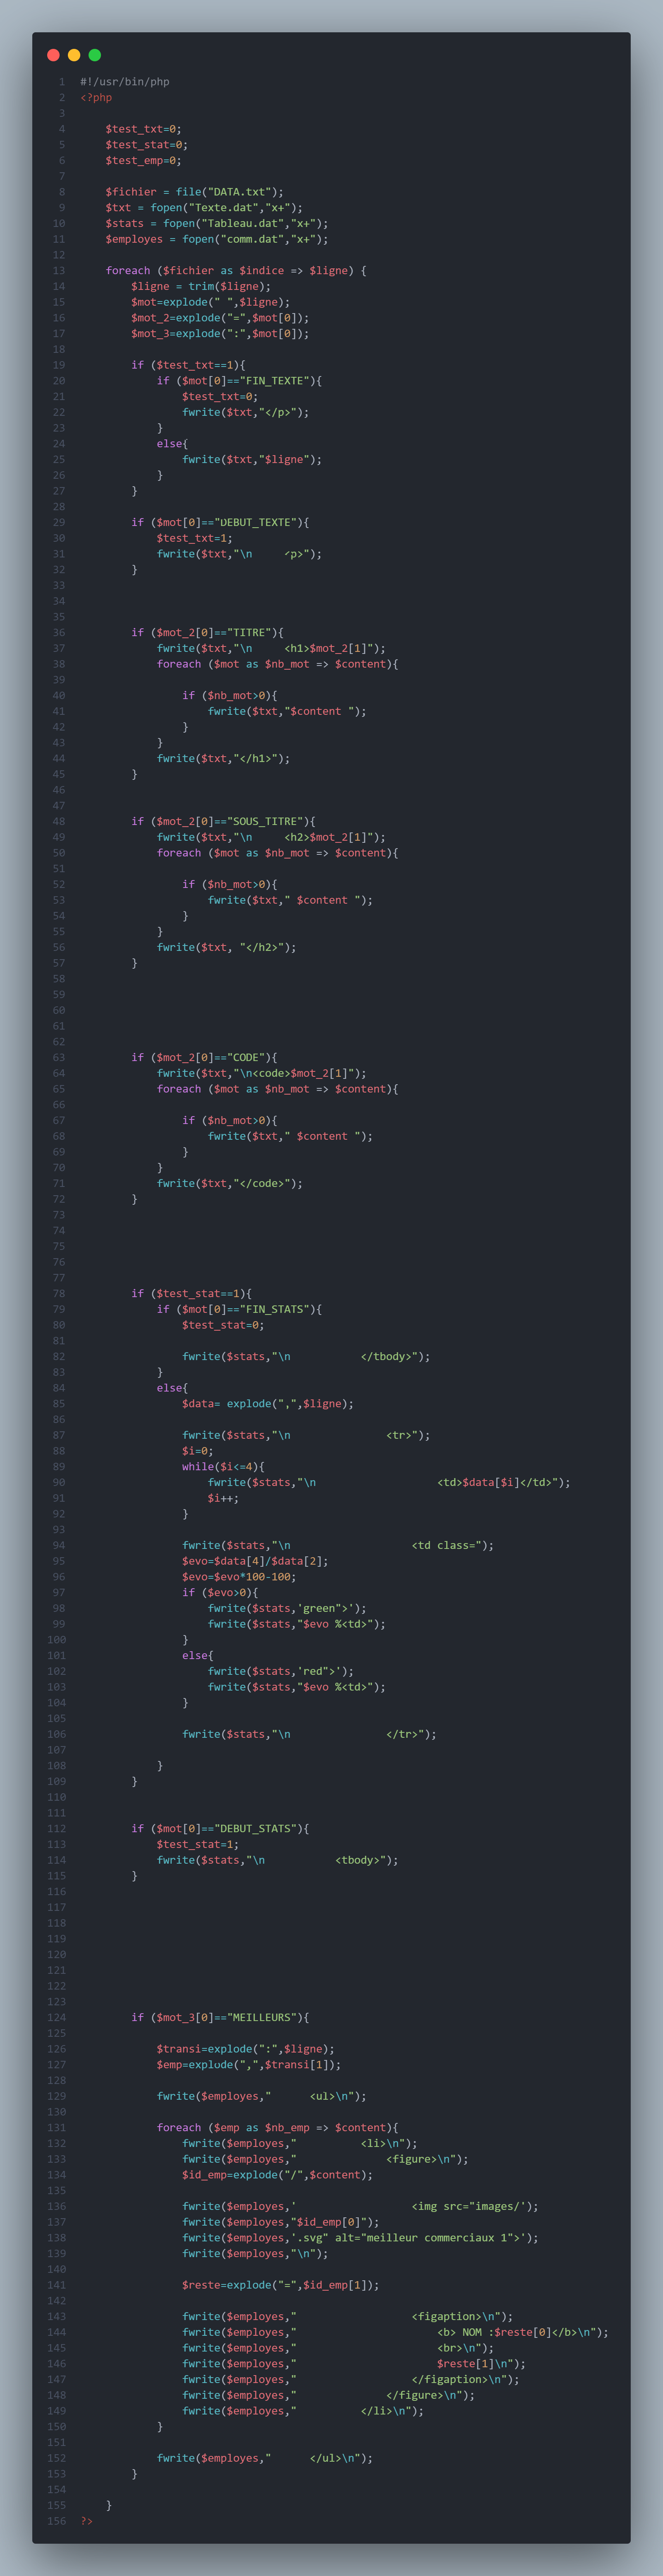 1 #!/usr/bin/php
2 <?php
3
4     $test_txt=0;
5     $test_stat=0;
6     $test_emp=0;
7
8     $fichier = file("DATA.txt");
9     $txt = fopen("Texte.dat","x+");
10     $stats = fopen("Tableau.dat","x+");
11     $employes = fopen("comm.dat","x+");
12
13     foreach ($fichier as $indice => $ligne) {
14         $ligne = trim($ligne);
15         $mot=explode(" ",$ligne);
16         $mot_2=explode("=",$mot[0]);
17         $mot_3=explode(":",$mot[0]);
18
19         if ($test_txt==1){
20             if ($mot[0]=="FIN_TEXTE"){
21                 $test_txt=0;
22                 fwrite($txt,"</p>");
23             }
24             else{
25                 fwrite($txt,"$ligne");
26             }
27         }
28
29         if ($mot[0]=="DEBUT_TEXTE"){
30             $test_txt=1;
31             fwrite($txt,"\n     <p>");
32         }
33
34
35
36         if ($mot_2[0]=="TITRE"){
37             fwrite($txt,"\n     <h1>$mot_2[1]");
38             foreach ($mot as $nb_mot => $content){
39
40                 if ($nb_mot>0){
41                     fwrite($txt,"$content ");
42                 }
43             }
44             fwrite($txt,"</h1>");
45         }
46
47
48         if ($mot_2[0]=="SOUS_TITRE"){
49             fwrite($txt,"\n     <h2>$mot_2[1]");
50             foreach ($mot as $nb_mot => $content){
51
52                 if ($nb_mot>0){
53                     fwrite($txt," $content ");
54                 }
55             }
56             fwrite($txt, "</h2>");
57         }
58
59
60
61
62
63         if ($mot_2[0]=="CODE"){
64             fwrite($txt,"\n<code>$mot_2[1]");
65             foreach ($mot as $nb_mot => $content){
66
67                 if ($nb_mot>0){
68                     fwrite($txt," $content ");
69                 }
70             }
71             fwrite($txt,"</code>");
72         }
73
74
75
76
77
78         if ($test_stat==1){
79             if ($mot[0]=="FIN_STATS"){
80                 $test_stat=0;
81
82                 fwrite($stats,"\n           </tbody>");
83             }
84             else{
85                 $data= explode(",",$ligne);
86
87                 fwrite($stats,"\n               <tr>");
88                 $i=0;
89                 while($i<=4){
90                     fwrite($stats,"\n                   <td>$data[$i]</td>");
91                     $i++;
92                 }
93
94                 fwrite($stats,"\n                   <td class=");
95                 $evo=$data[4]/$data[2];
96                 $evo=$evo*100-100;
97                 if ($evo>0){
98                     fwrite($stats,'green">');
99                     fwrite($stats,"$evo %<td>");
100                 }
101                 else{
102                     fwrite($stats,'red">');
103                     fwrite($stats,"$evo %<td>");
104                 }
105
106                 fwrite($stats,"\n               </tr>");
107
108             }
109         }
110
111
112         if ($mot[0]=="DEBUT_STATS"){
113             $test_stat=1;
114             fwrite($stats,"\n           <tbody>");
115         }
116
117
118
119
120
121
122
123
124         if ($mot_3[0]=="MEILLEURS"){
125
126             $transi=explode(":",$ligne);
127             $emp=explode(",",$transi[1]);
128
129             fwrite($employes,"      <ul>\n");
130
131             foreach ($emp as $nb_emp => $content){
132                 fwrite($employes,"          <li>\n");
133                 fwrite($employes,"              <figure>\n");
134                 $id_emp=explode("/",$content);
135
136                 fwrite($employes,'                  <img src="images/');
137                 fwrite($employes,"$id_emp[0]");
138                 fwrite($employes,'.svg" alt="meilleur commerciaux 1">');
139                 fwrite($employes,"\n");
140
141                 $reste=explode("=",$id_emp[1]);
142
143                 fwrite($employes,"                  <figaption>\n");
144                 fwrite($employes,"                      <b> NOM :$reste[0]</b>\n");
145                 fwrite($employes,"                      <br>\n");
146                 fwrite($employes,"                      $reste[1]\n");
147                 fwrite($employes,"                  </figaption>\n");
148                 fwrite($employes,"              </figure>\n");
149                 fwrite($employes,"          </li>\n");
150             }
151
152             fwrite($employes,"      </ul>\n");
153         }
154
155     }
156 ?>